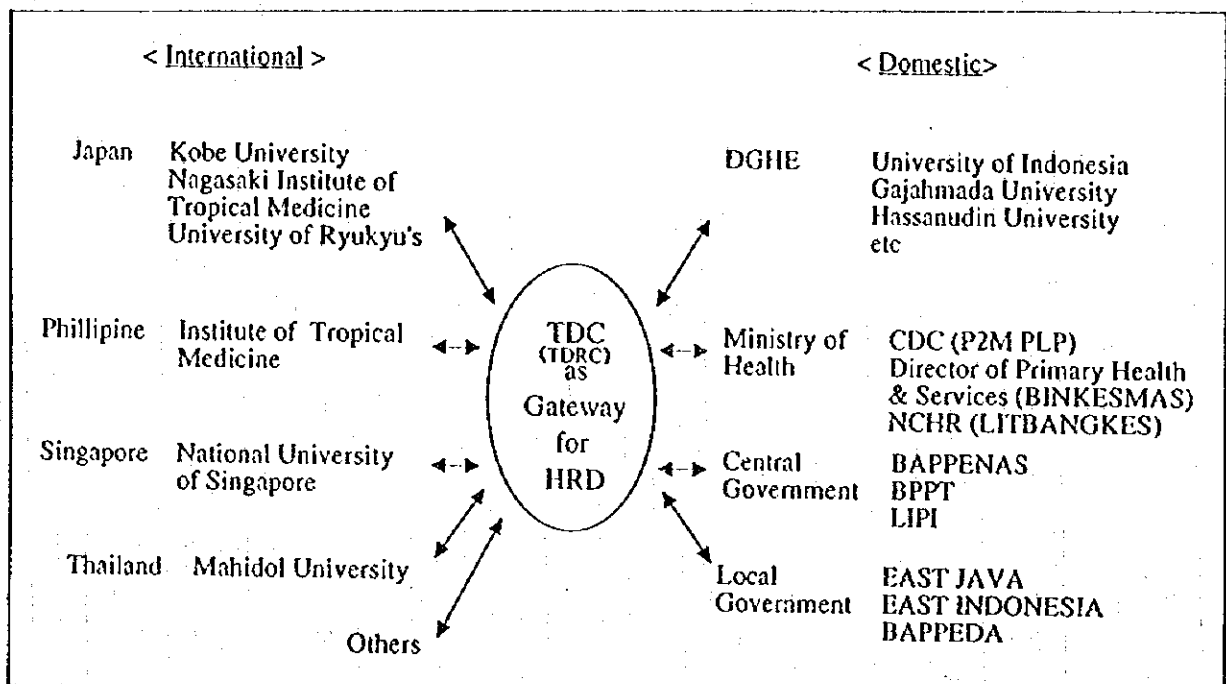 < International >
Japan Kobe University
Nagasaki Institute of
Tropical Medicine
University of Ryukyu's
Phillipine Institute of Tropical
Medicine
Singapore National University
of Singapore
Thailand Mahidol University
Others
TDC
(TDRC)
as
Gateway
for
HRD
< Domestic>
DGHE University of Indonesia
Gajahmada University
Hassanudin University
etc
Ministry of CDC (P2M PLP)
Health Director of Primary Health
& Services (BINKESMAS)
NCHR (LITBANGKES)
Central BAPPENAS
Government BPPT
LIPI
Local EAST JAVA
Government EAST INDONESIA
BAPPEDA